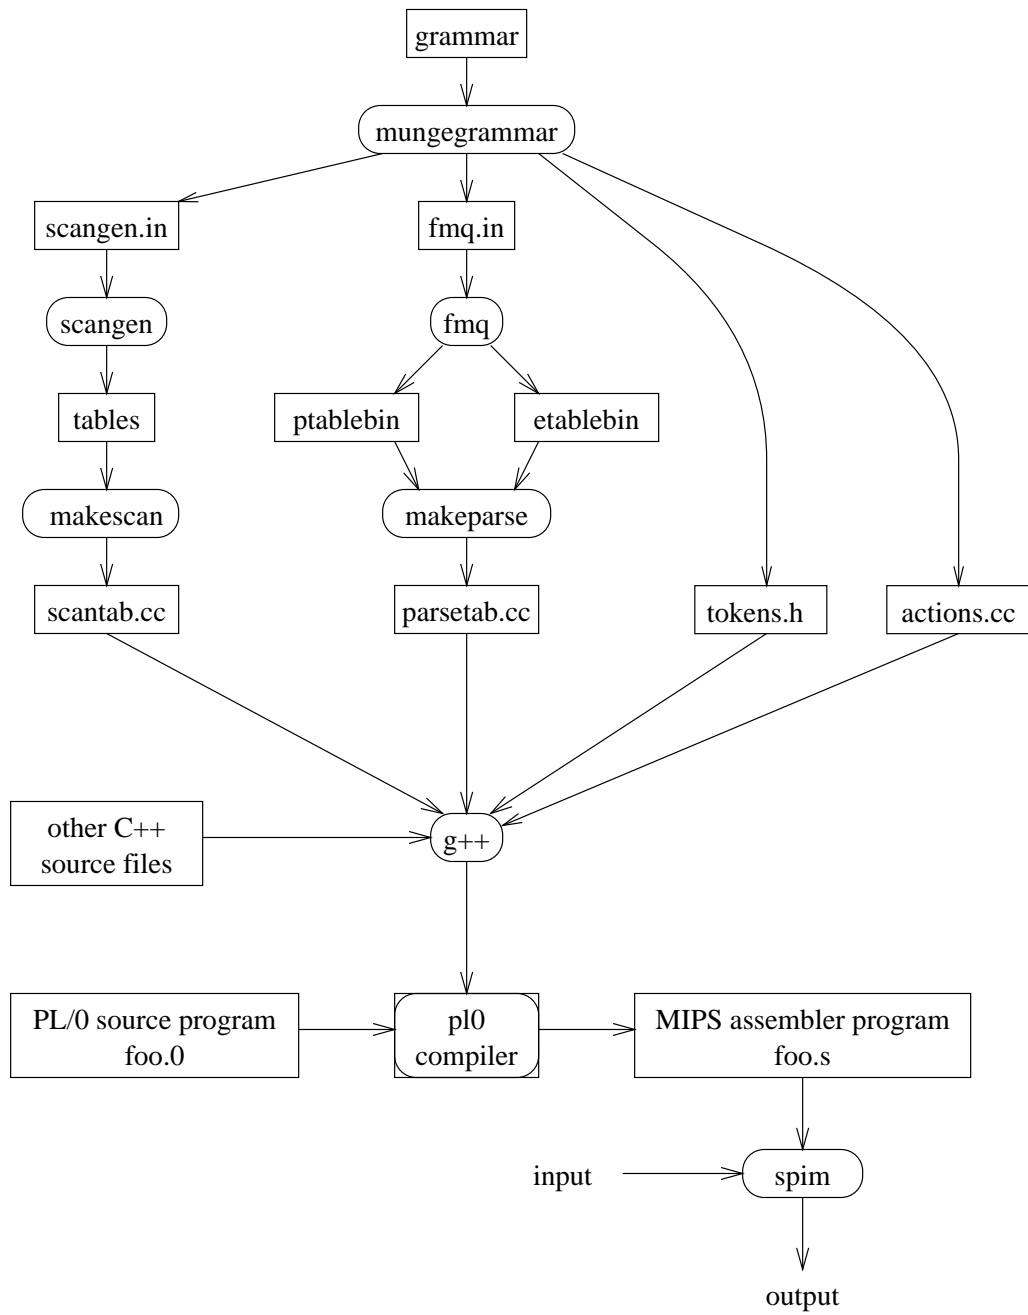 grammar
mungegrammar
scangen.in
fmq.in
scangen
fmq
tables
ptablebin
etablebin
makescan
makeparse
scantab.cc
parsetab.cc
tokens.h
actions.cc
other C++
source files
g++
PL/0 source program
foo.0
pl0
compiler
MIPS assembler program
foo.s
input
spim
output